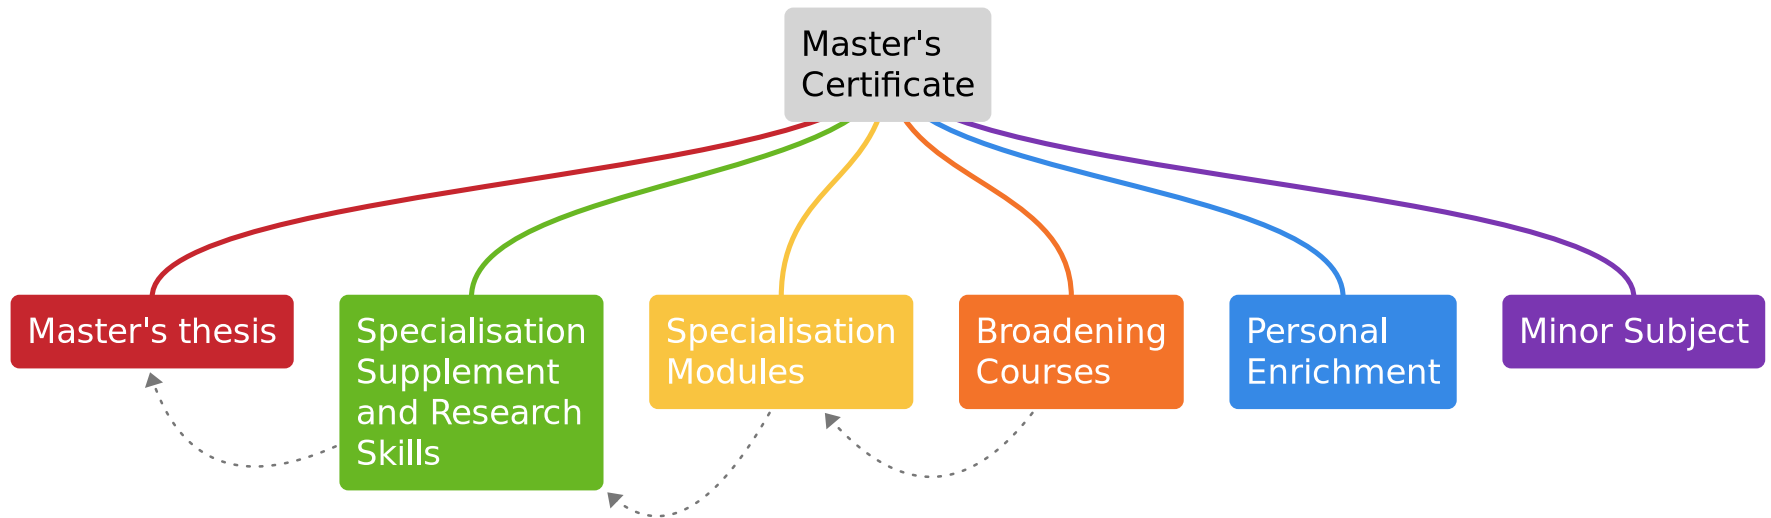 Master's
Certificate
Master's thesis
Specialisation
Supplement
and Research
Skills
Specialisation
Modules
Broadening
Courses
Personal
Enrichment
Minor Subject